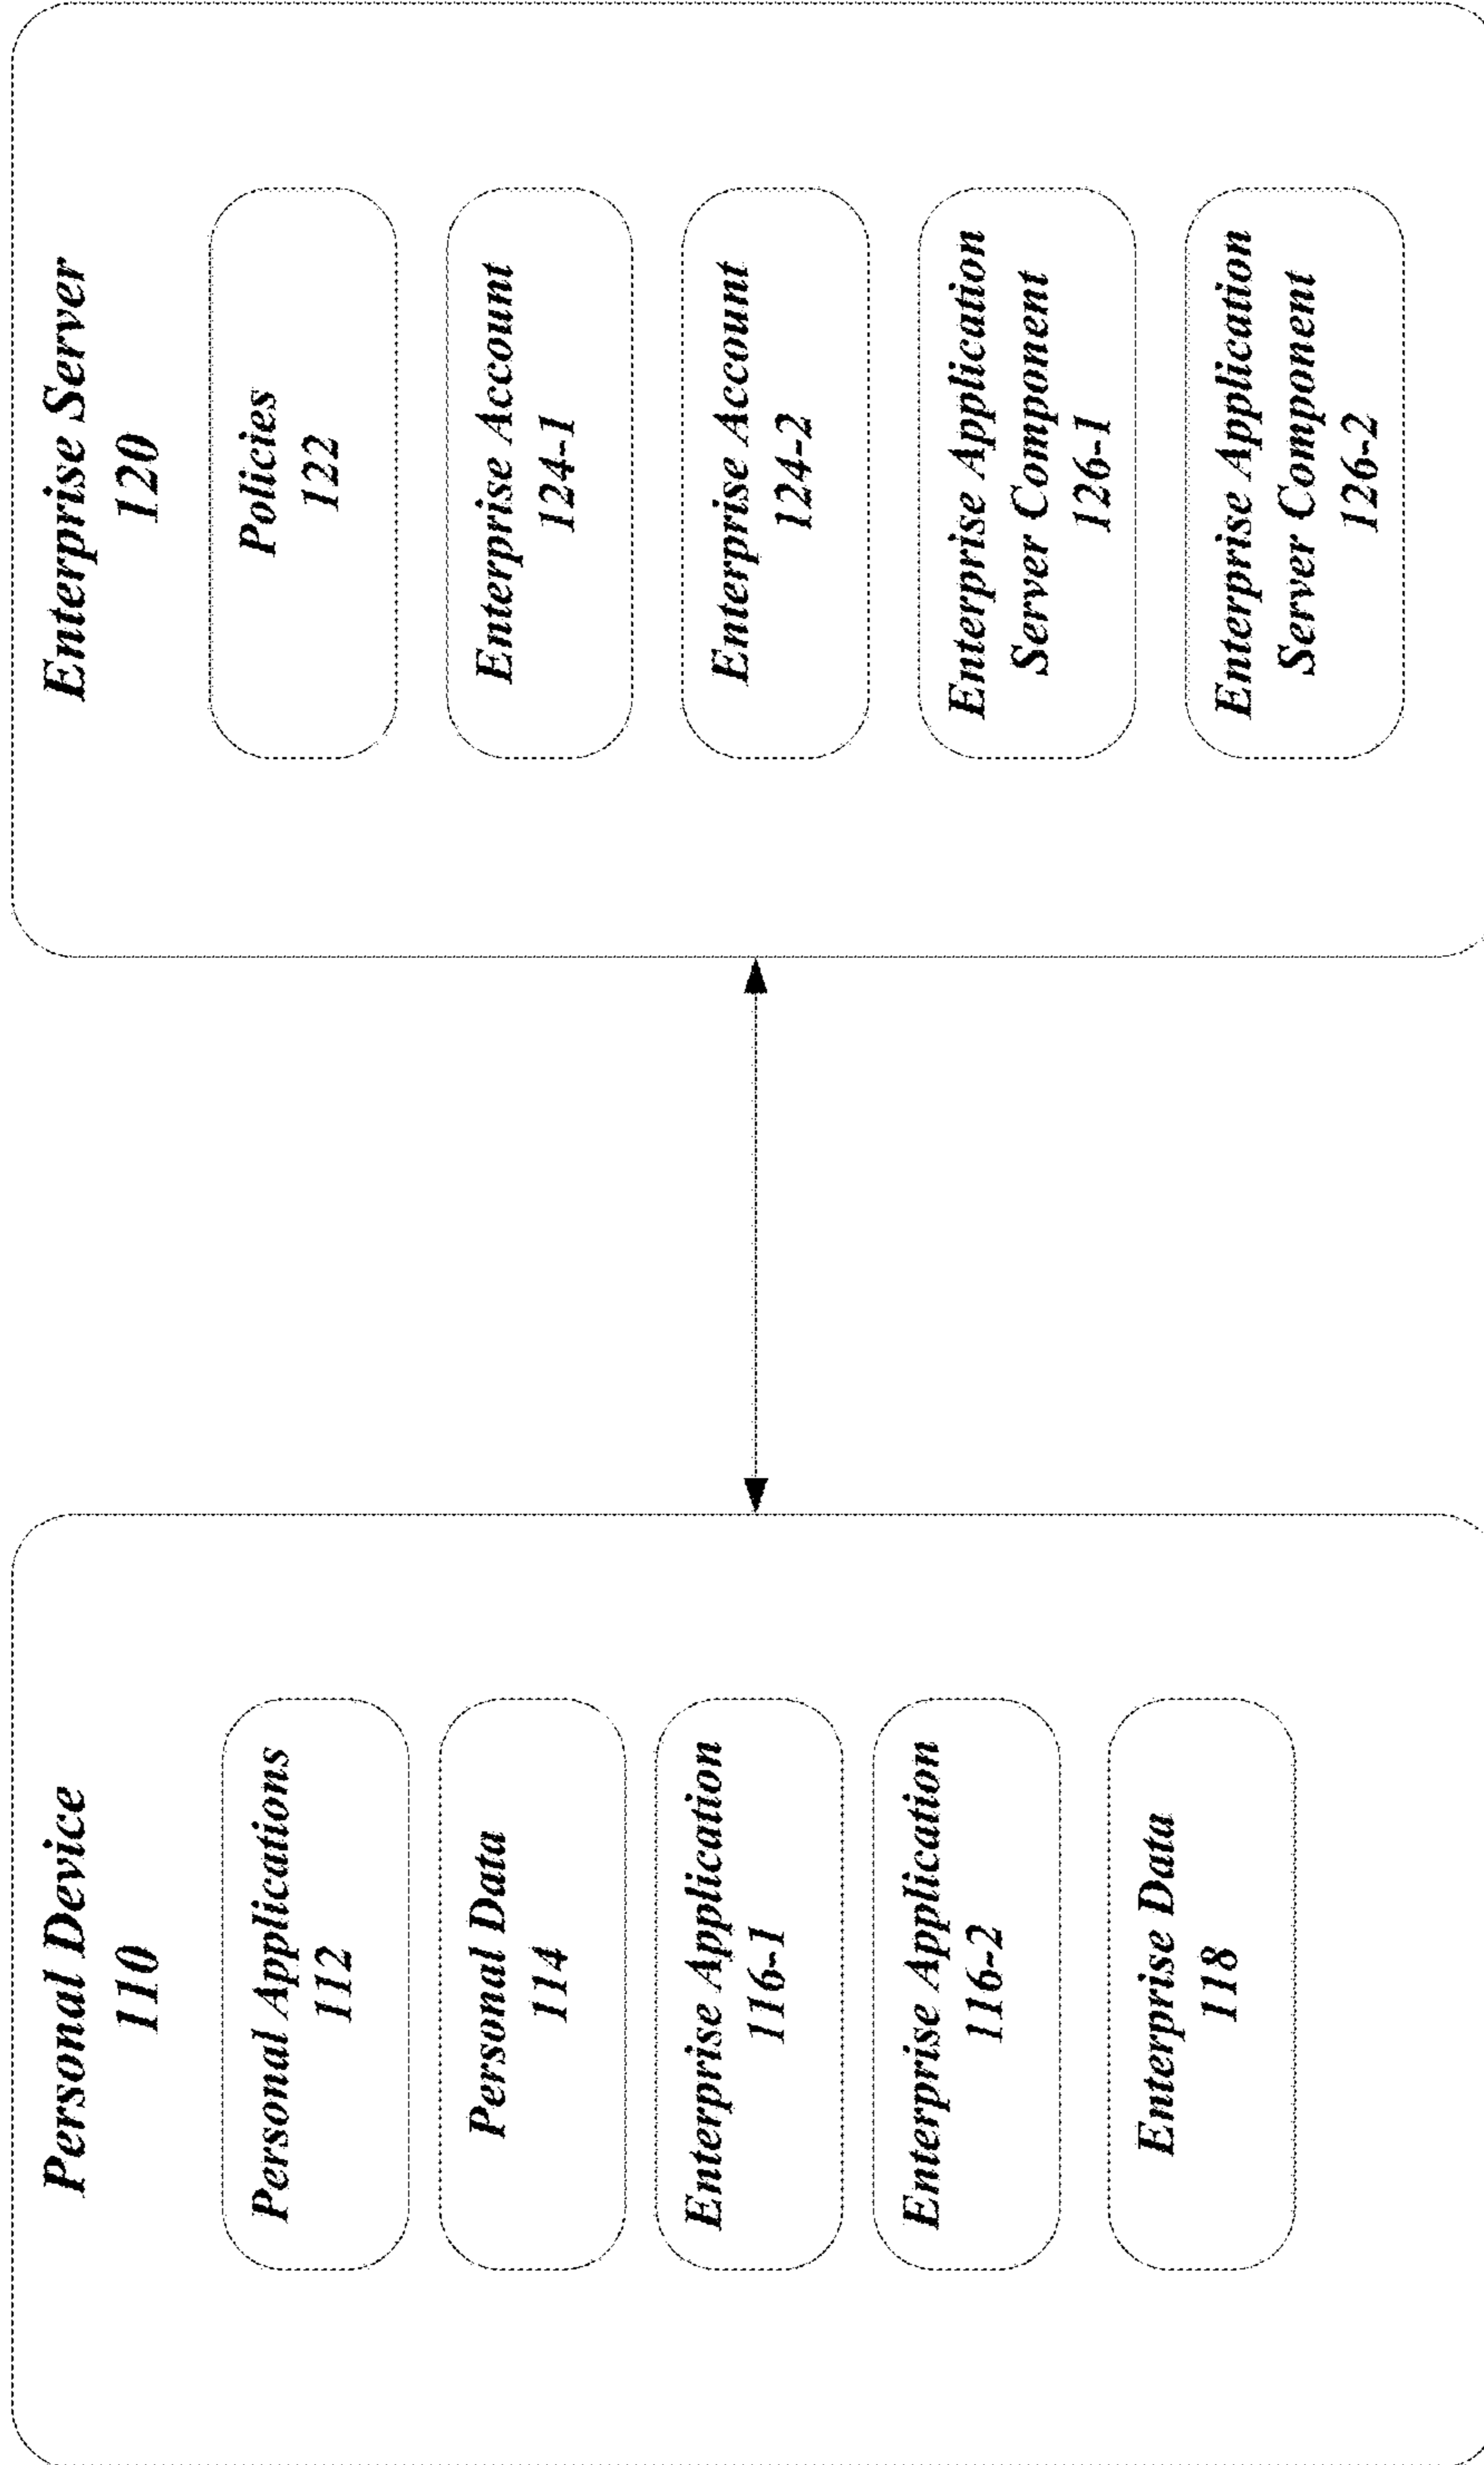 Personal Device
110
Personal Applications
112
Personal Data
114
Enterprise Application
116-1
Enterprise Application
116-2
Enterprise Data
118
Enterprise Server
120
Policies
122
Enterprise Account
124-1
Enterprise Account
124-2
Enterprise Application
Server Component
126-1
Enterprise Application
Server Component
126-2